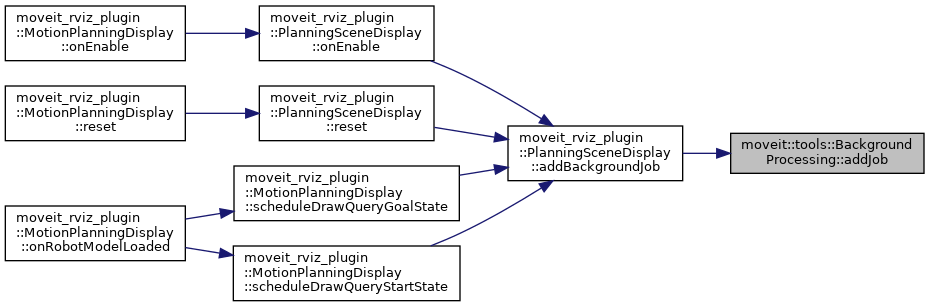 moveit_rviz_plugin
::MotionPlanningDisplay
::onEnable
moveit_rviz_plugin
::PlanningSceneDisplay
::onEnable
moveit_rviz_plugin
::MotionPlanningDisplay
::reset
moveit_rviz_plugin
::PlanningSceneDisplay
::reset
moveit_rviz_plugin
::PlanningSceneDisplay
::addBackgroundJob
moveit::tools::Background
Processing::addJob
moveit_rviz_plugin
::MotionPlanningDisplay
::scheduleDrawQueryGoalState
moveit_rviz_plugin
::MotionPlanningDisplay
::onRobotModelLoaded
moveit_rviz_plugin
::MotionPlanningDisplay
::scheduleDrawQueryStartState